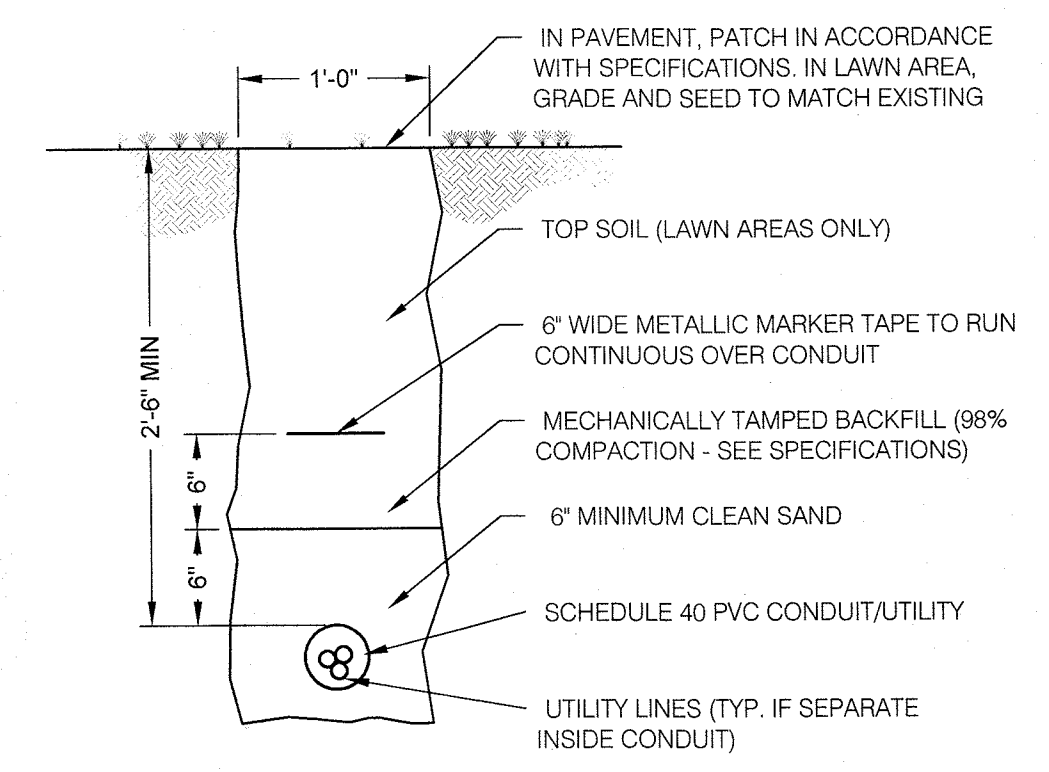 IN PAVEMENT, PATCH IN ACCORDANCE
WITH SPECIFICATIONS. IN LAWN AREA,
GRADE AND SEED TO MATCH EXISTING
1'-0"
TOP SOIL (LAWN AREAS ONLY)
6" WIDE METALLIC MARKER TAPE TO RUN
CONTINUOUS OVER CONDUIT
2'-6" MIN
MECHANICALLY TAMPED BACKFILL (98%
COMPACTION - SEE SPECIFICATIONS)
6"
6" MINIMUM CLEAN SAND
6"
SCHEDULE 40 PVC CONDUIT/UTILITY
UTILITY LINES (TYP. IF SEPARATE
INSIDE CONDUIT)